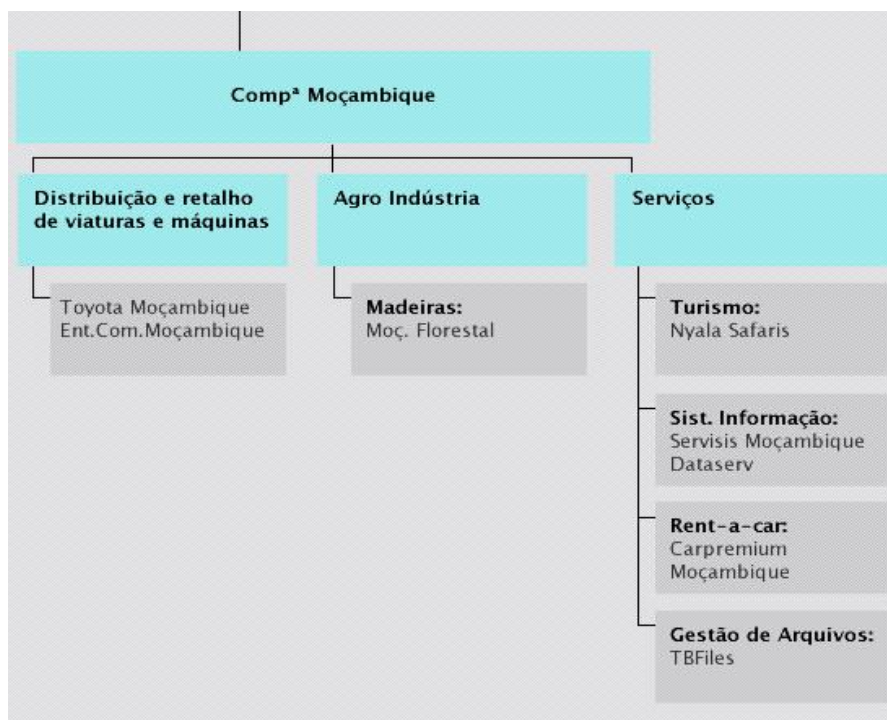 Compª Moçambique
Distribuição e retalho
de viaturas e máquinas
Toyota Moçambique
Ent.Com.Moçambique
Agro Indústria
Madeiras:
Moç. Florestal
Serviços
Turismo:
Nyala Safaris
Sist. Informação:
Servisis Moçambique
Dataserv
Rent-a-car:
Carpremium
Moçambique
Gestão de Arquivos:
TBFiles